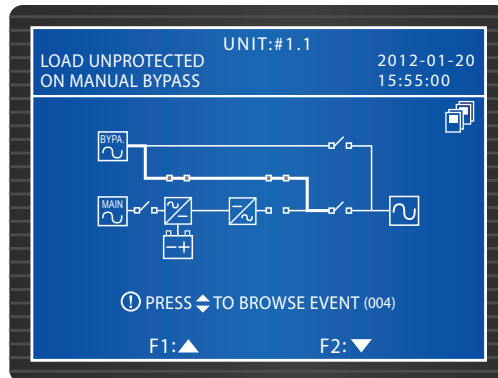 UNIT:#1.1
LOAD UNPROTECTED
ON MANUAL BYPASS
2012-01-20
15:55:00
BYPA.
MAIN
! PRESS TO BROWSE EVENT (004)
F1:
F2: